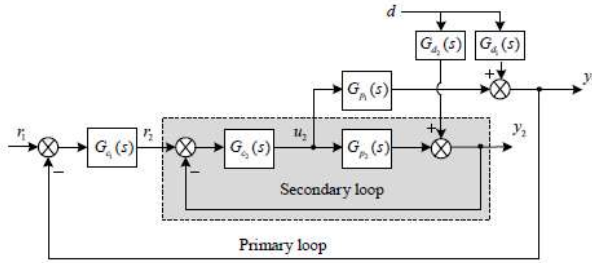 d
G_{d_2}(s) G_{d_1}(s)
+
G_{p_1}(s) y
+
r_1 G_{c_1}(s) r_2 G_{c_2}(s) u_2 G_{p_2}(s) y_2
− −
Secondary loop
Primary loop